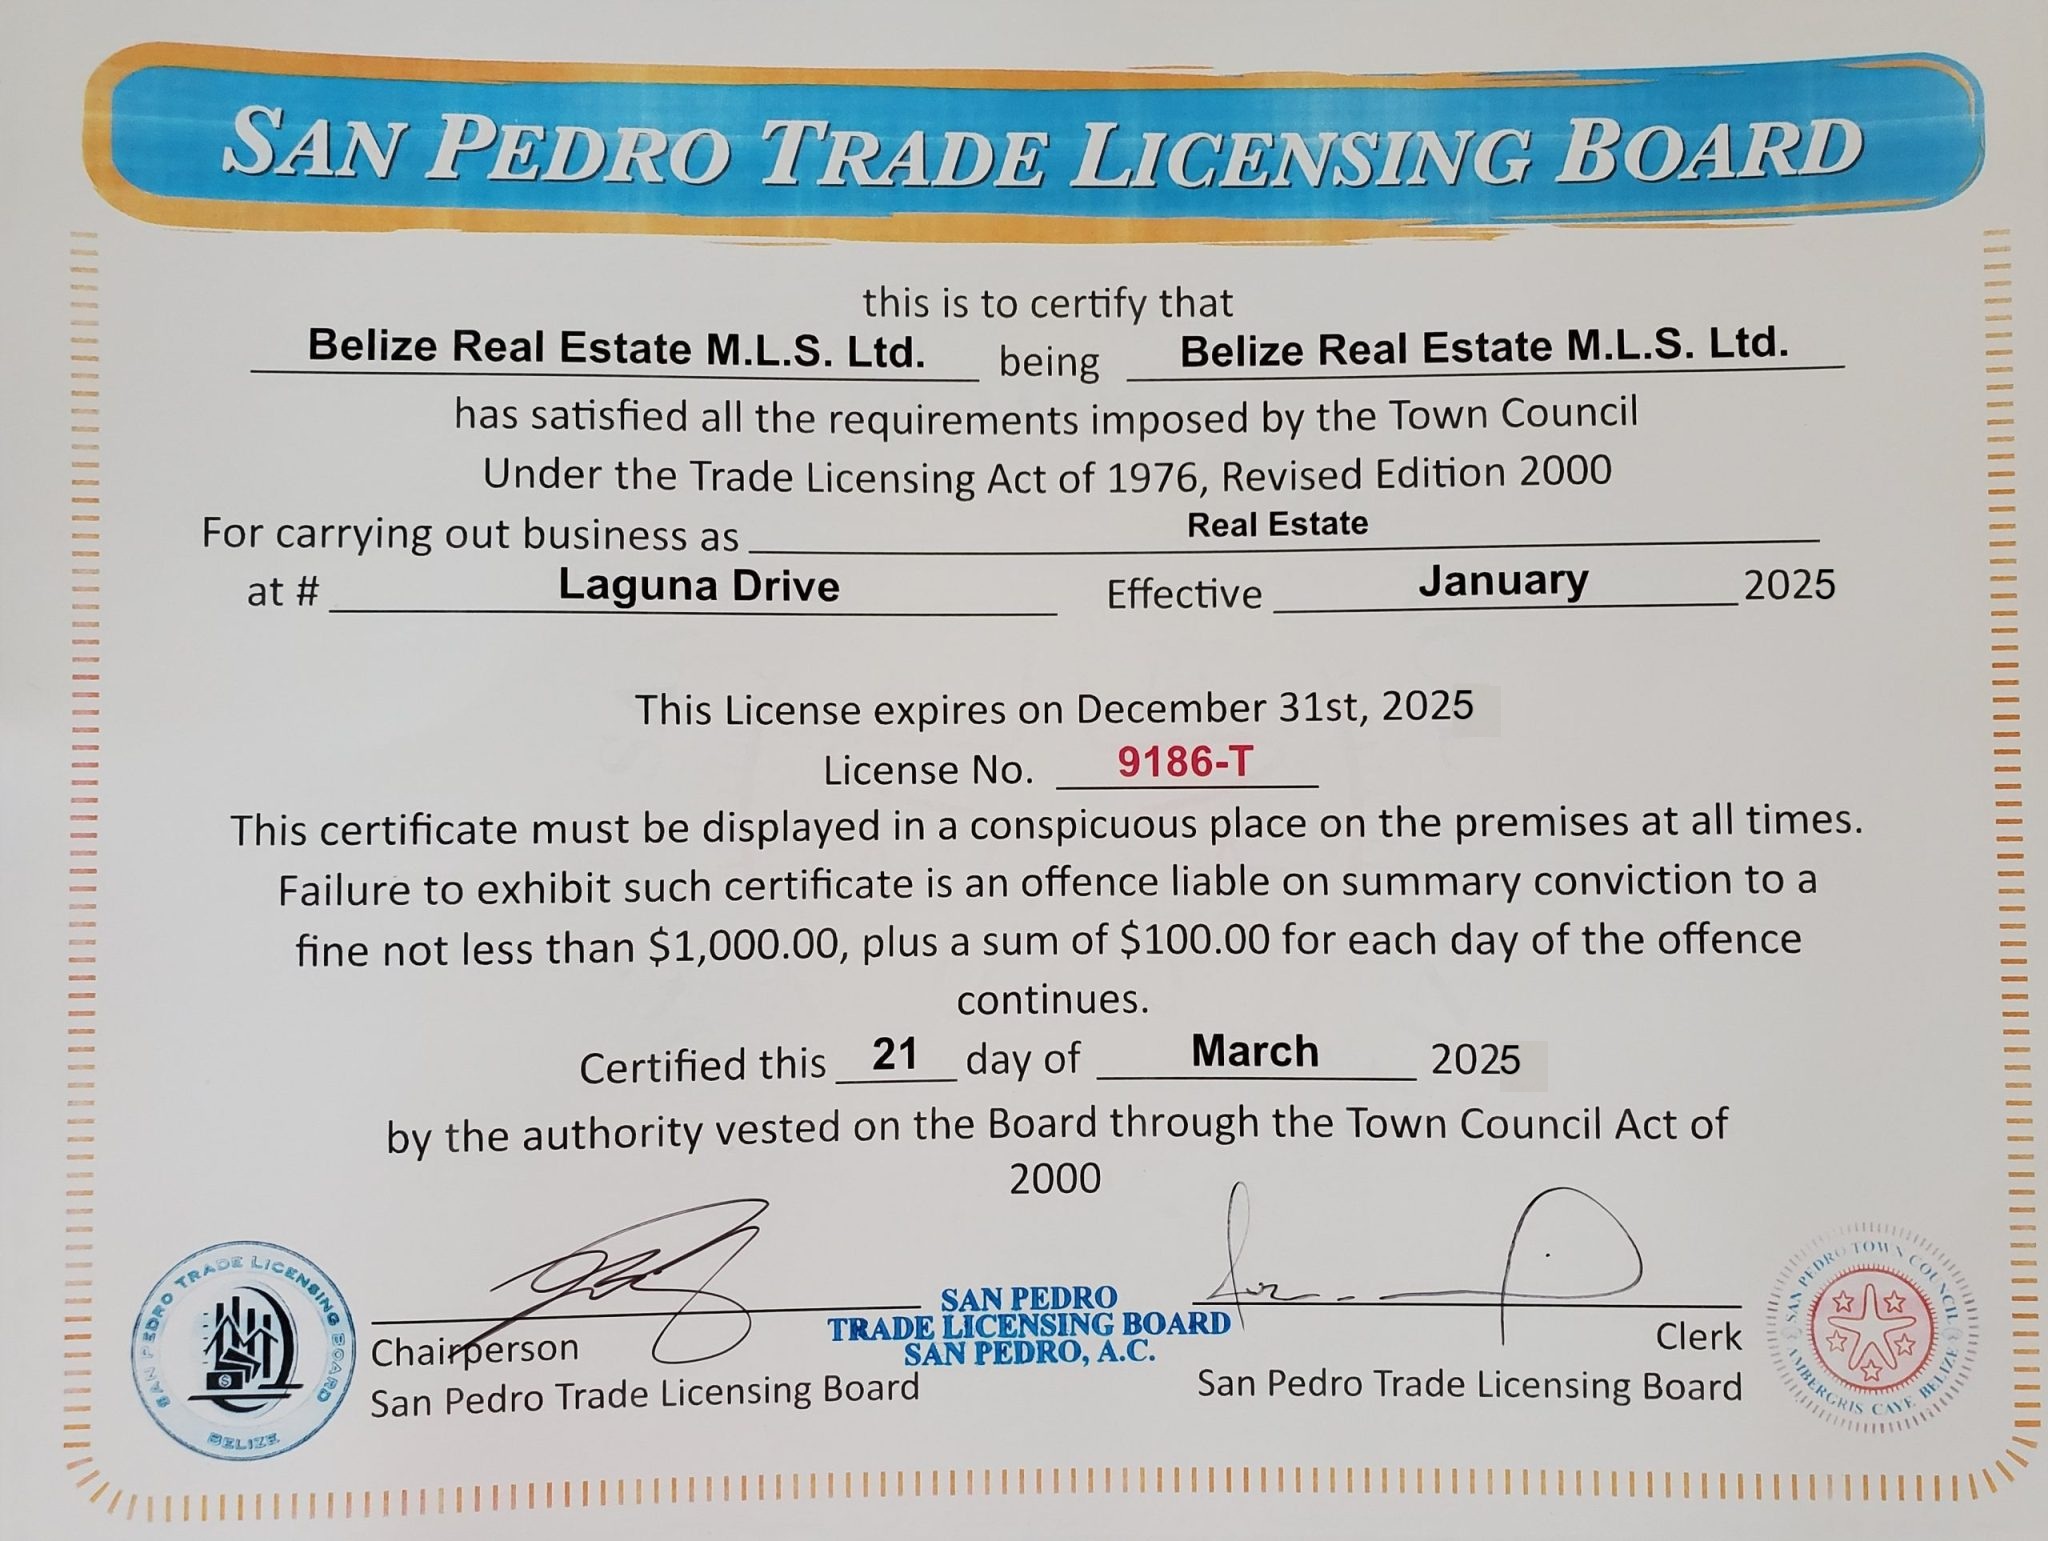 SAN PEDRO TRADE LICENSING BOARD
this is to certify that
Belize Real Estate M.L.S. Ltd. being Belize Real Estate M.L.S. Ltd.
has satisfied all the requirements imposed by the Town Council
Under the Trade Licensing Act of 1976, Revised Edition 2000
For carrying out business as Real Estate
at # Laguna Drive Effective January 2025
This License expires on December 31st, 2025
License No. 9186-T
This certificate must be displayed in a conspicuous place on the premises at all times.
Failure to exhibit such certificate is an offence liable on summary conviction to a
fine not less than $1,000.00, plus a sum of $100.00 for each day of the offence
continues.
Certified this 21 day of March 2025
by the authority vested on the Board through the Town Council Act of
2000
SAN PEDRO TRADE LICENSING BOARD
BELIZE
$
Chairperson
San Pedro Trade Licensing Board
SAN PEDRO
TRADE LICENSING BOARD
SAN PEDRO, A.C.
Clerk
San Pedro Trade Licensing Board
SAN PEDRO TOWN COUNCIL
AMBERGRIS CAYE BELIZE